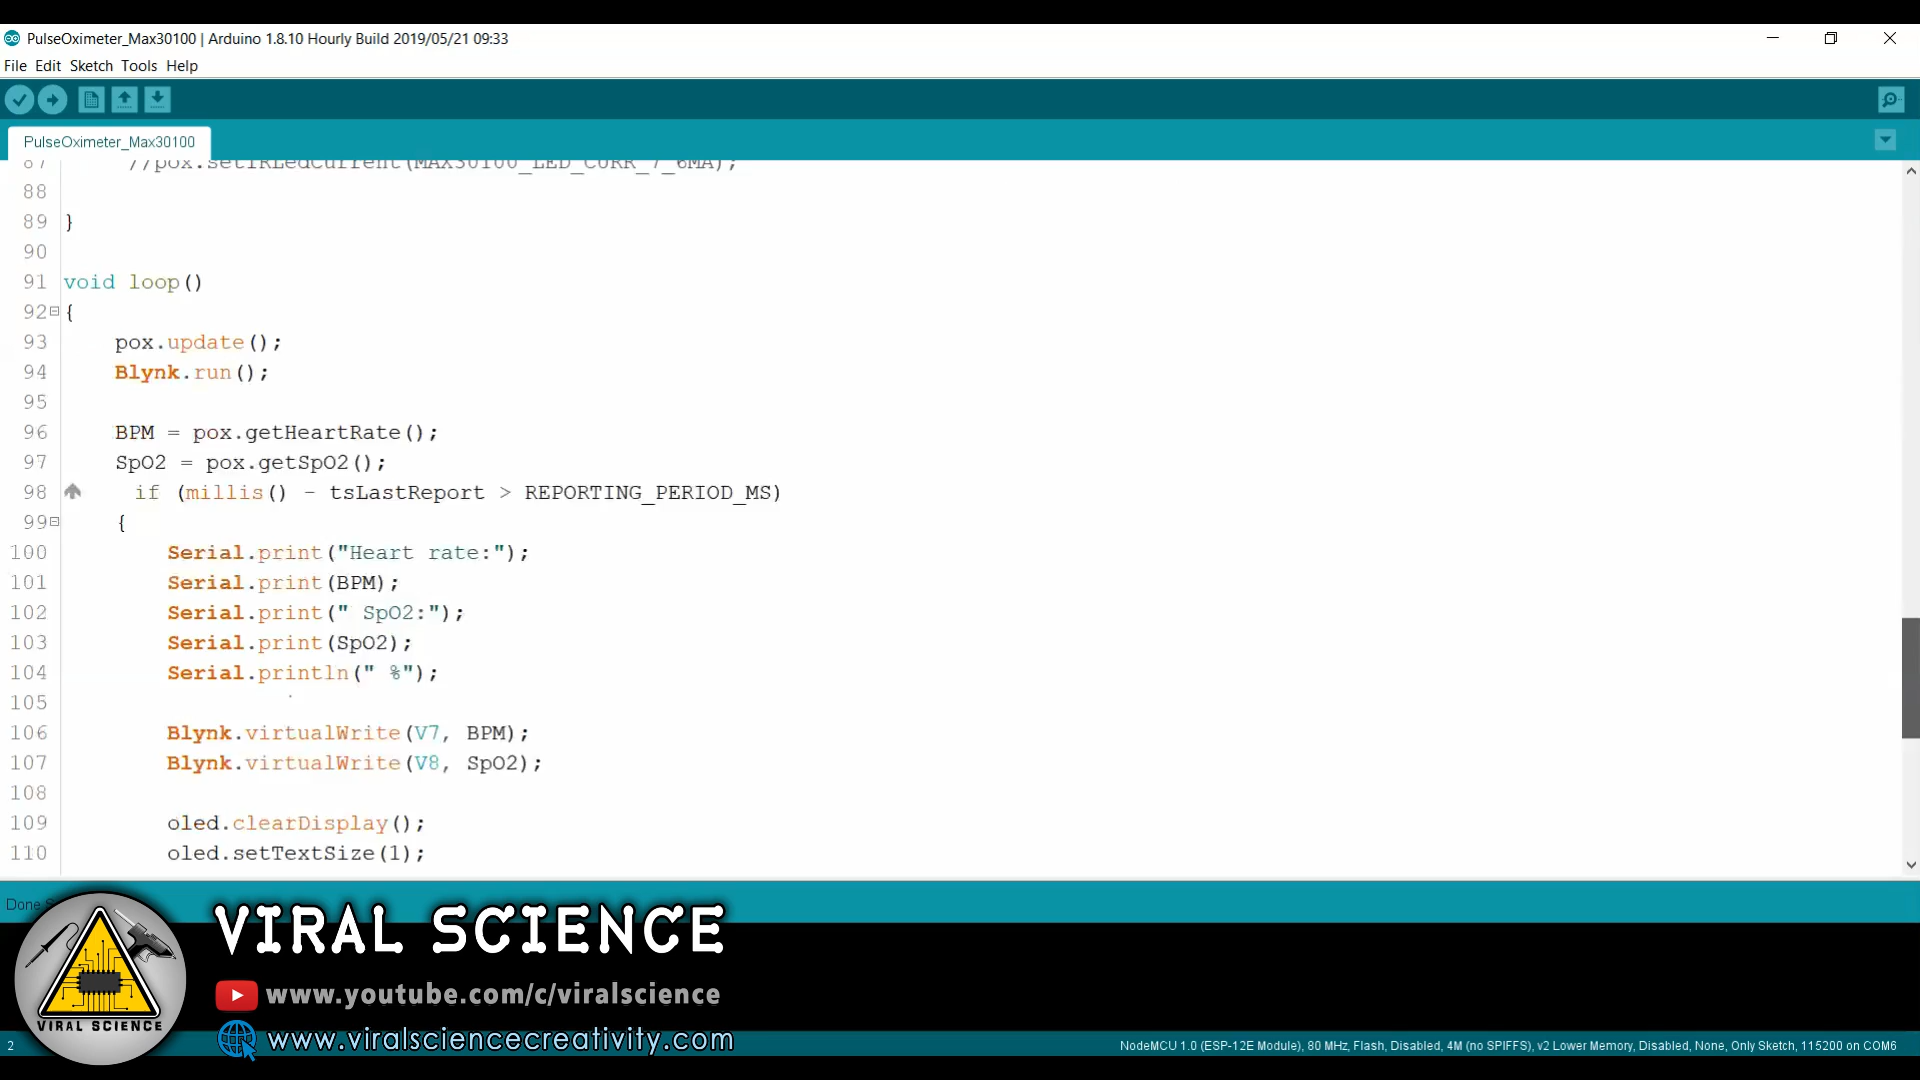 PulseOximeter_Max30100 | Arduino 1.8.10 Hourly Build 2019/05/21 09:33
File Edit Sketch Tools Help
PulseOximeter_Max30100
87 //pox.setIRLedCurrent(MAX30100_LED_CURR_7_6MA);
88
89 }
90
91 void loop()
92 {
93 pox.update();
94 Blynk.run();
95
96 BPM = pox.getHeartRate();
97 SpO2 = pox.getSpO2();
98 if (millis() - tsLastReport > REPORTING_PERIOD_MS)
99 {
100 Serial.print("Heart rate:");
101 Serial.print(BPM);
102 Serial.print(" SpO2:");
103 Serial.print(SpO2);
104 Serial.println(" %");
105
106 Blynk.virtualWrite(V7, BPM);
107 Blynk.virtualWrite(V8, SpO2);
108
109 oled.clearDisplay();
110 oled.setTextSize(1);
Done
VIRAL SCIENCE
www.youtube.com/c/viralscience
VIRAL SCIENCE
www.viralsciencecreativity.com
2
NodeMCU 1.0 (ESP-12E Module), 80 MHz, Flash, Disabled, 4M (no SPIFFS), v2 Lower Memory, Disabled, None, Only Sketch, 115200 on COM6